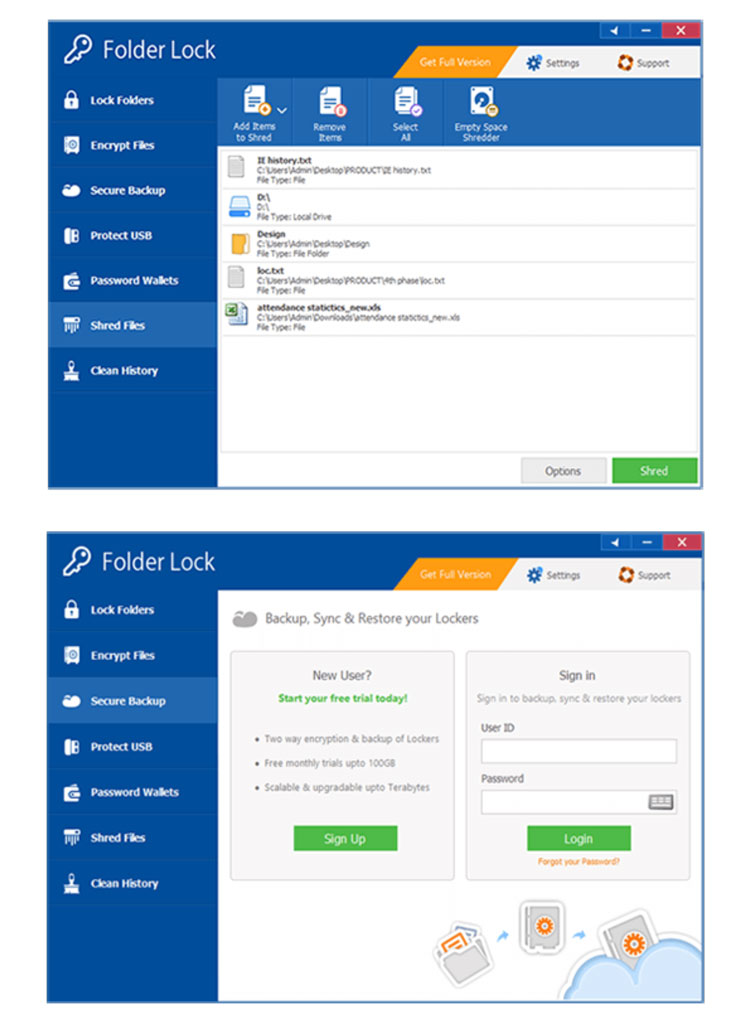 Folder Lock
Get Full Version
Settings
Support
Lock Folders
Encrypt Files
Secure Backup
Protect USB
Password Wallets
Shred Files
Clean History
Add Items
to Shred
Remove
Items
Select
All
Empty Space
Shredder
IE history.txt
C:\Users\Admin\Desktop\PRODUCT\IE history.txt
File Type: File
D:\
D:\
File Type: Local Drive
Design
C:\Users\Admin\Desktop\Design
File Type: File Folder
loc.txt
C:\Users\Admin\Desktop\PRODUCT\4th phase\loc.txt
File Type: File
attendance statictics_new.xls
C:\Users\Admin\Downloads\attendance statictics_new.xls
File Type: File
Options
Shred
Folder Lock
Get Full Version
Settings
Support
Lock Folders
Encrypt Files
Secure Backup
Protect USB
Password Wallets
Shred Files
Clean History
Backup, Sync & Restore your Lockers
New User?
Start your free trial today!
• Two way encryption & backup of Lockers
• Free monthly trials upto 100GB
• Scalable & upgradable upto Terabytes
Sign Up
Sign in
Sign in to backup, sync & restore your lockers
User ID
Password
Login
Forgot your Password?